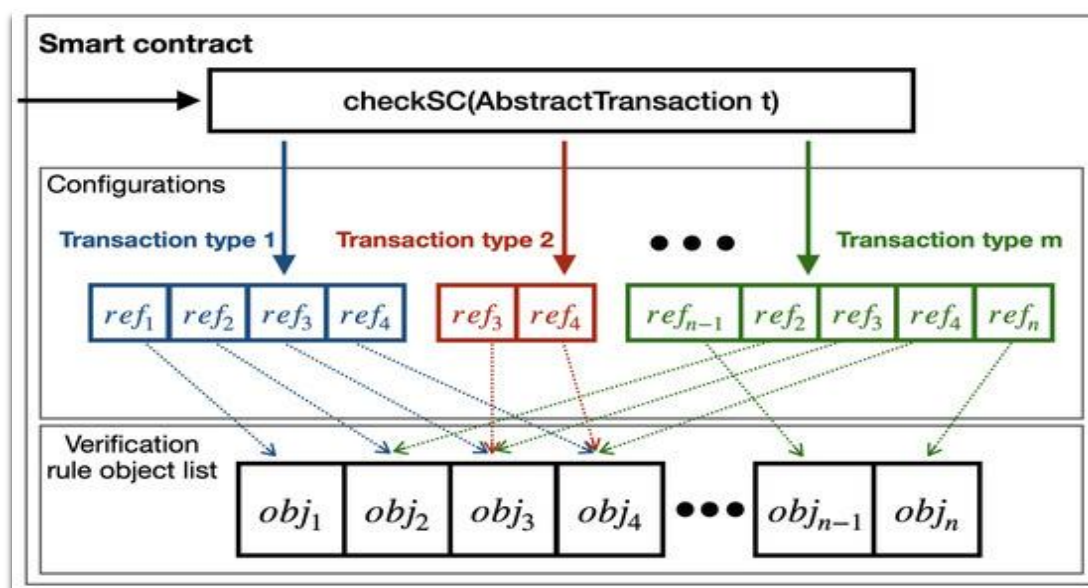 Smart contract
checkSC(AbstractTransaction t)
Configurations
Transaction type 1 Transaction type 2 ●●● Transaction type m
ref₁ ref₂ ref₃ ref₄ ref₃ ref₄ refₙ₋₁ ref₂ ref₃ ref₄ refₙ
Verification
rule object list
obj₁ obj₂ obj₃ obj₄ ●●● objₙ₋₁ objₙ